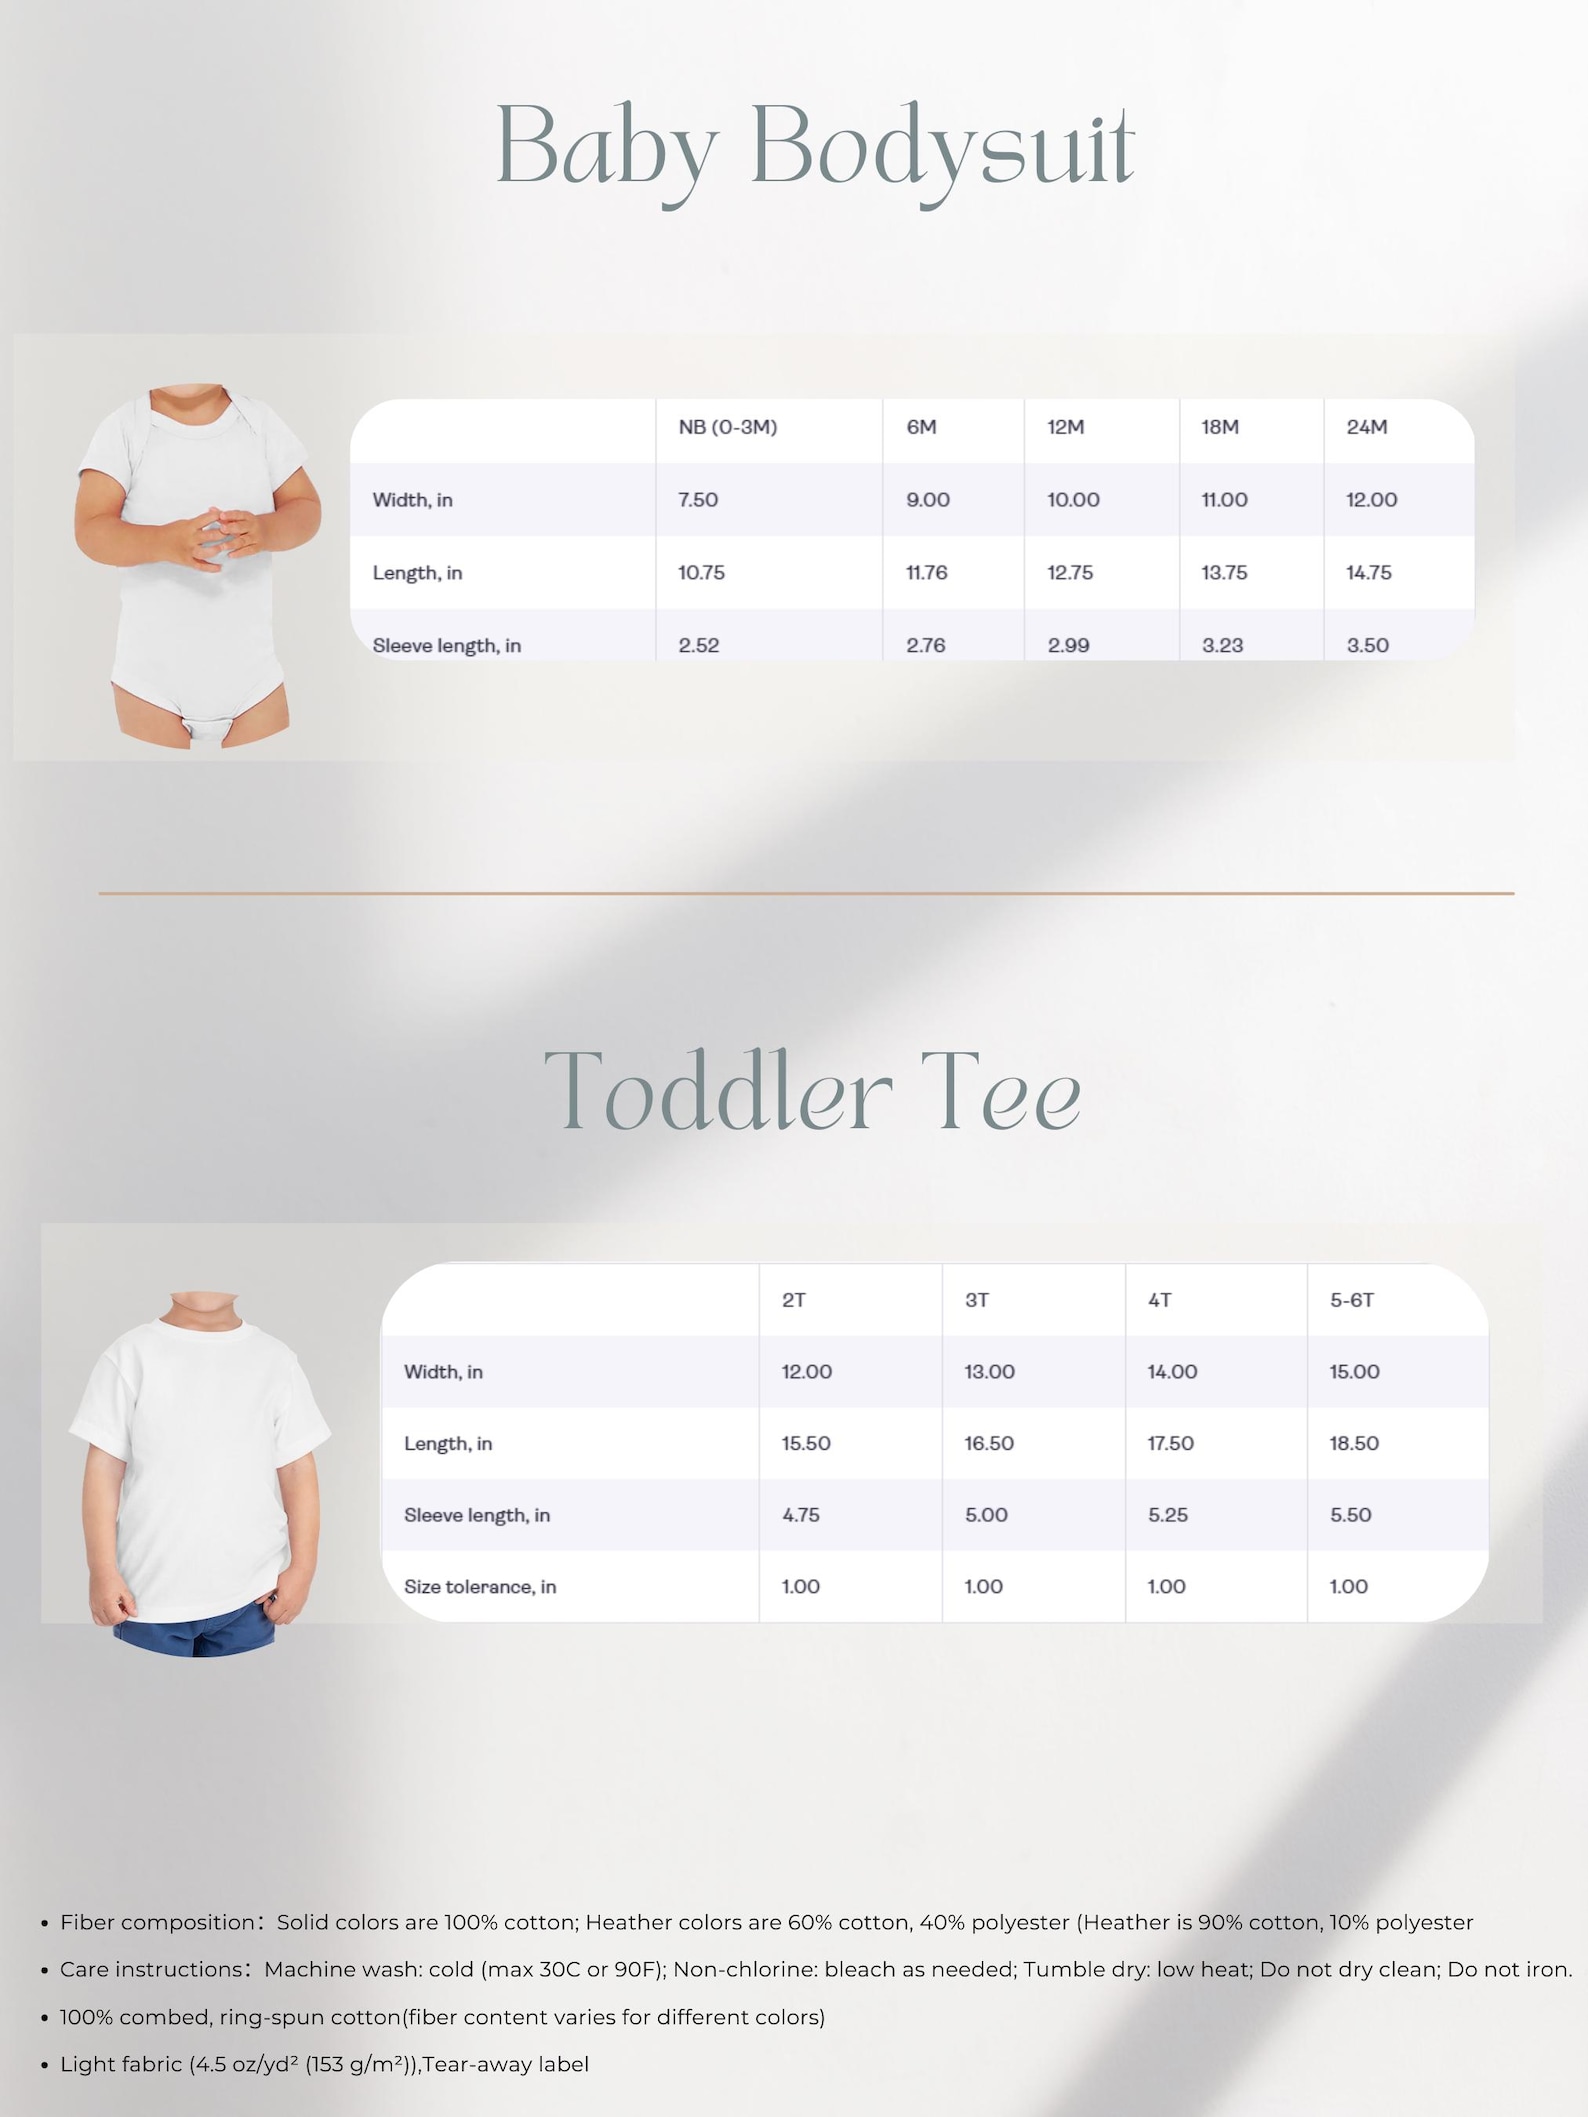 Baby Bodysuit
NB (0-3M) 6M 12M 18M 24M
Width, in 7.50 9.00 10.00 11.00 12.00
Length, in 10.75 11.76 12.75 13.75 14.75
Sleeve length, in 2.52 2.76 2.99 3.23 3.50
Toddler Tee
2T 3T 4T 5-6T
Width, in 12.00 13.00 14.00 15.00
Length, in 15.50 16.50 17.50 18.50
Sleeve length, in 4.75 5.00 5.25 5.50
Size tolerance, in 1.00 1.00 1.00 1.00
• Fiber composition：Solid colors are 100% cotton; Heather colors are 60% cotton, 40% polyester (Heather is 90% cotton, 10% polyester
• Care instructions：Machine wash: cold (max 30C or 90F); Non-chlorine: bleach as needed; Tumble dry: low heat; Do not dry clean; Do not iron.
• 100% combed, ring-spun cotton(fiber content varies for different colors)
• Light fabric (4.5 oz/yd² (153 g/m²)),Tear-away label